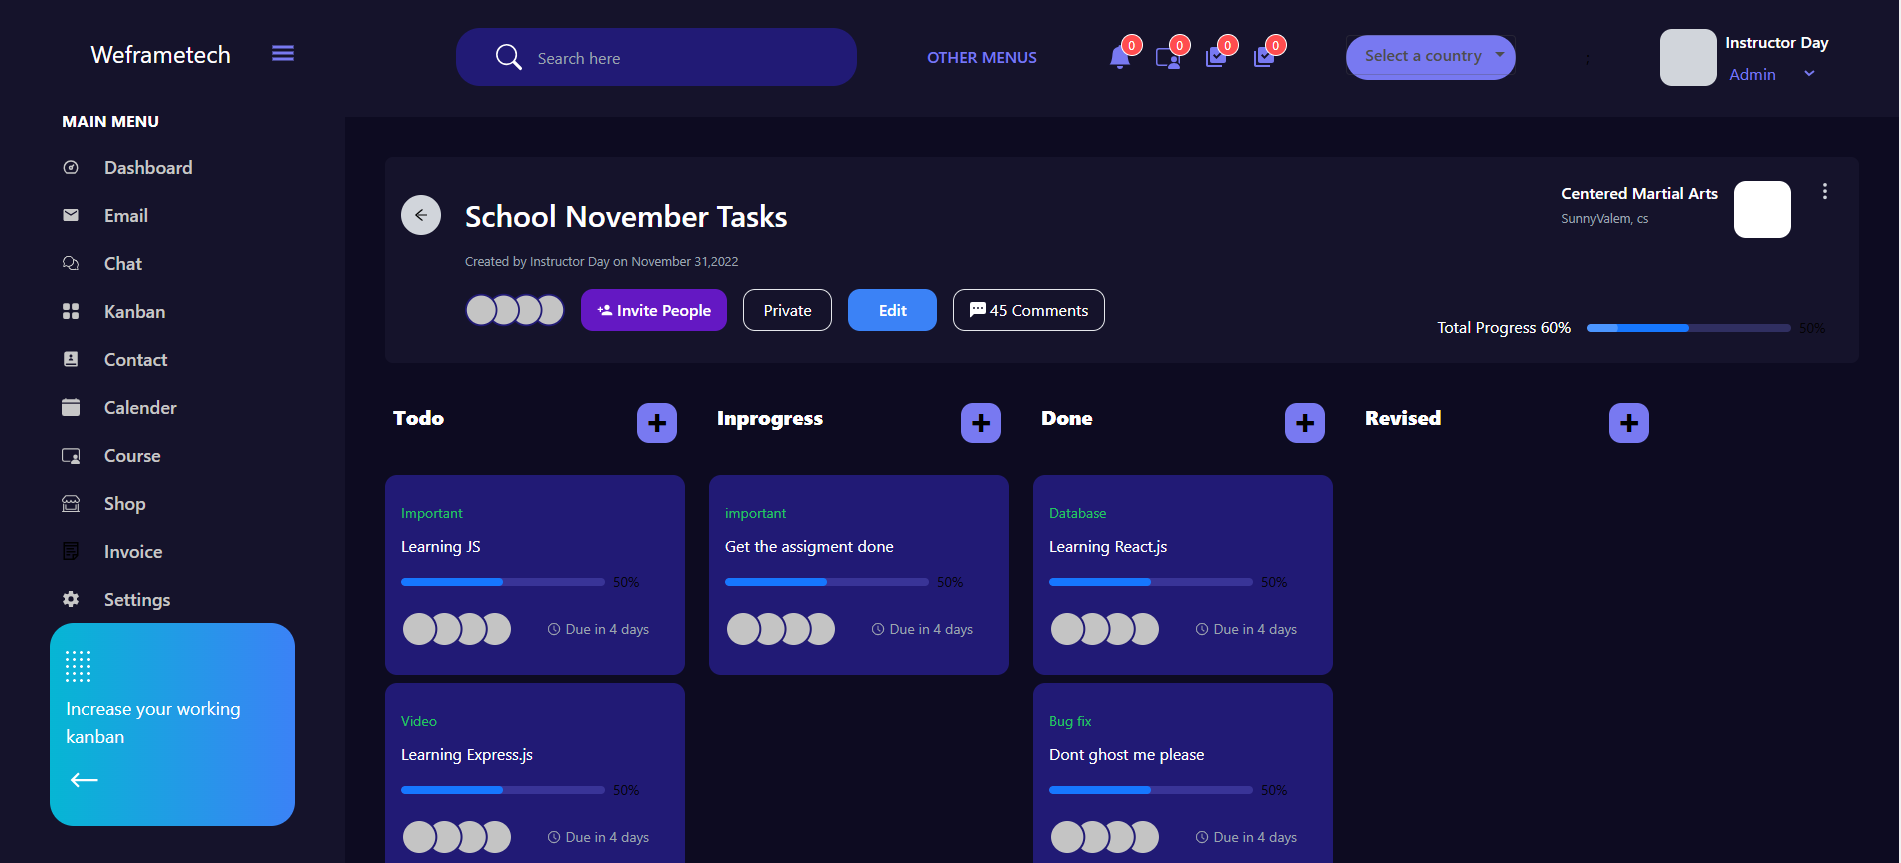 Weframetech
Search here
OTHER MENUS
0
0
0
0
Select a country
:
Instructor Day
Admin
MAIN MENU
Dashboard
Email
Chat
Kanban
Contact
Calender
Course
Shop
Invoice
Settings
Increase your working
kanban
School November Tasks
Created by Instructor Day on November 31,2022
Invite People
Private
Edit
45 Comments
Centered Martial Arts
SunnyValem, cs
Total Progress 60%
50%
Todo
Important
Learning JS
50%
Due in 4 days
Video
Learning Express.js
50%
Due in 4 days
Inprogress
important
Get the assigment done
50%
Due in 4 days
Done
Database
Learning React.js
50%
Due in 4 days
Bug fix
Dont ghost me please
50%
Due in 4 days
Revised